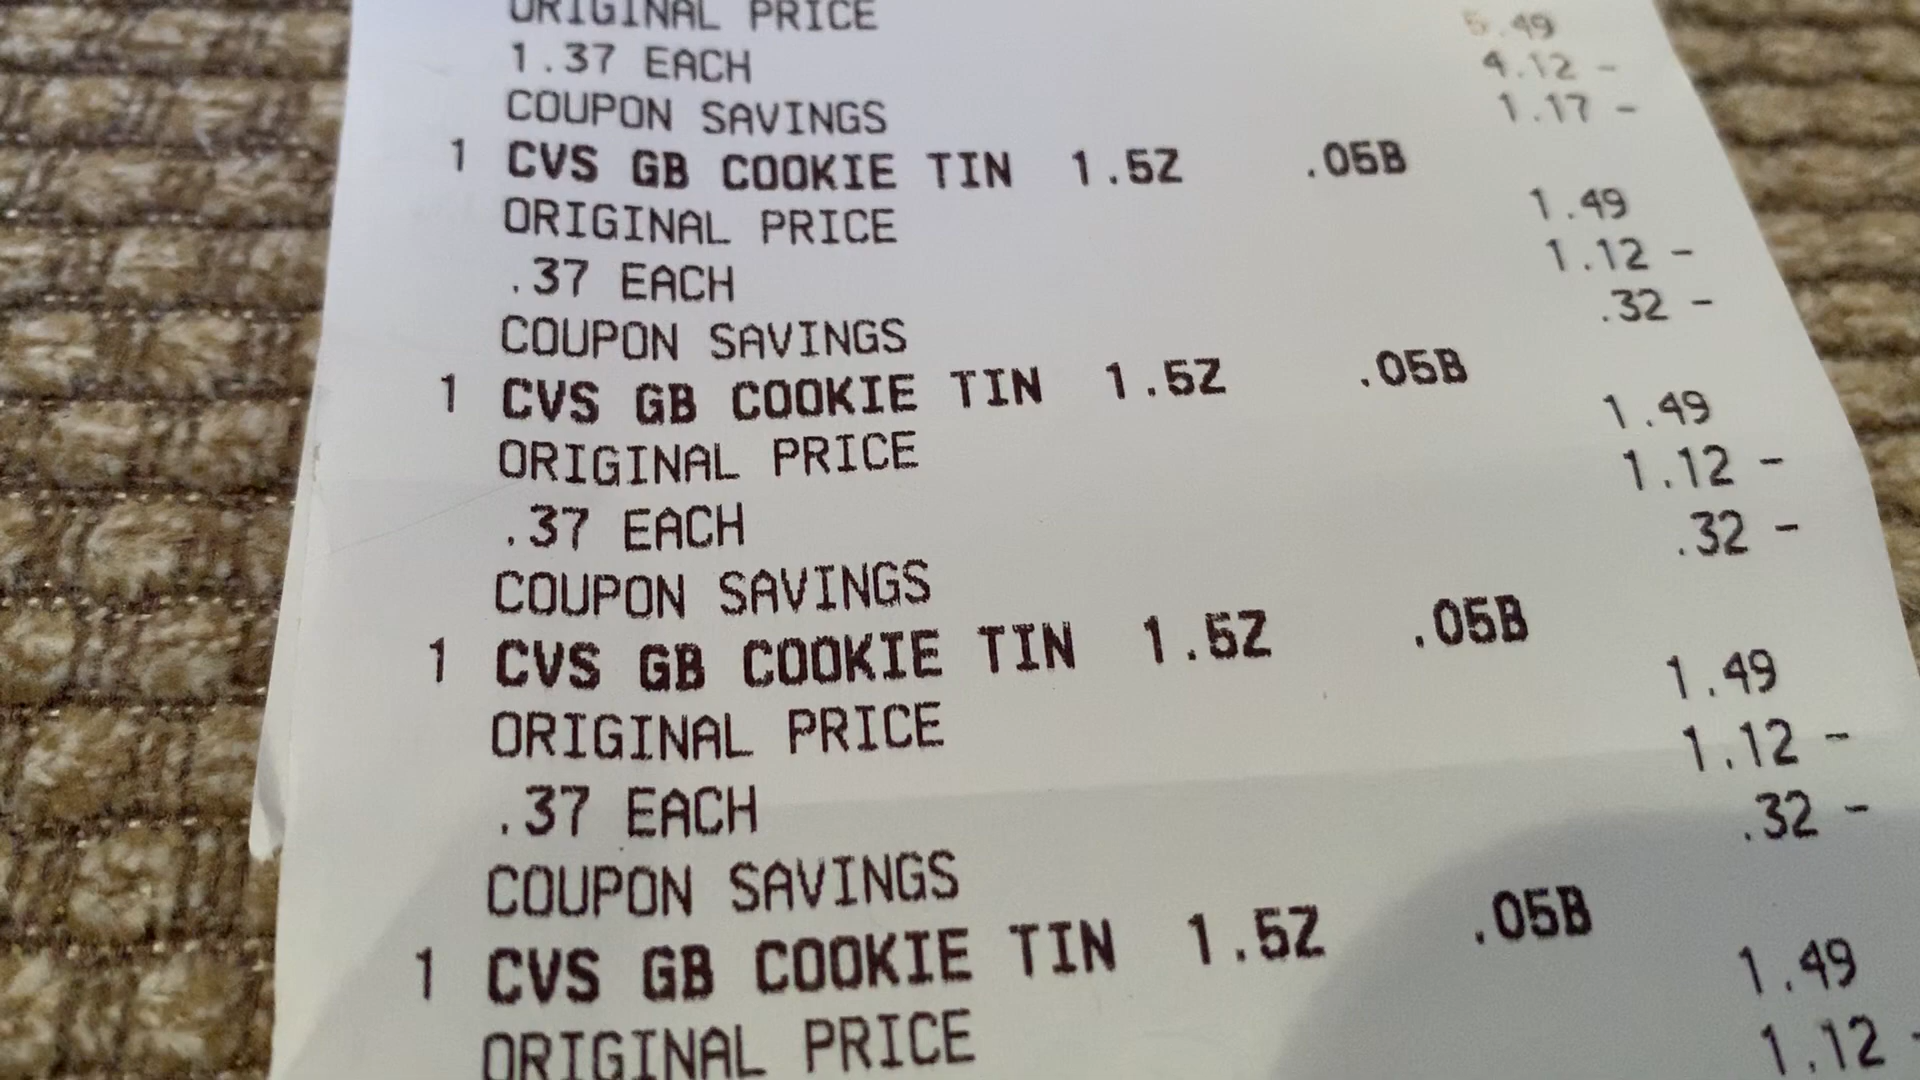 ORIGINAL PRICE 5.49
1.37 EACH 4.12 -
COUPON SAVINGS 1.17 -
1 CVS GB COOKIE TIN 1.5Z .05B
ORIGINAL PRICE 1.49
.37 EACH 1.12 -
COUPON SAVINGS .32 -
1 CVS GB COOKIE TIN 1.5Z .05B
ORIGINAL PRICE 1.49
.37 EACH 1.12 -
COUPON SAVINGS .32 -
1 CVS GB COOKIE TIN 1.5Z .05B
ORIGINAL PRICE 1.49
.37 EACH 1.12 -
COUPON SAVINGS .32 -
1 CVS GB COOKIE TIN 1.5Z .05B
ORIGINAL PRICE 1.49
1.12 -